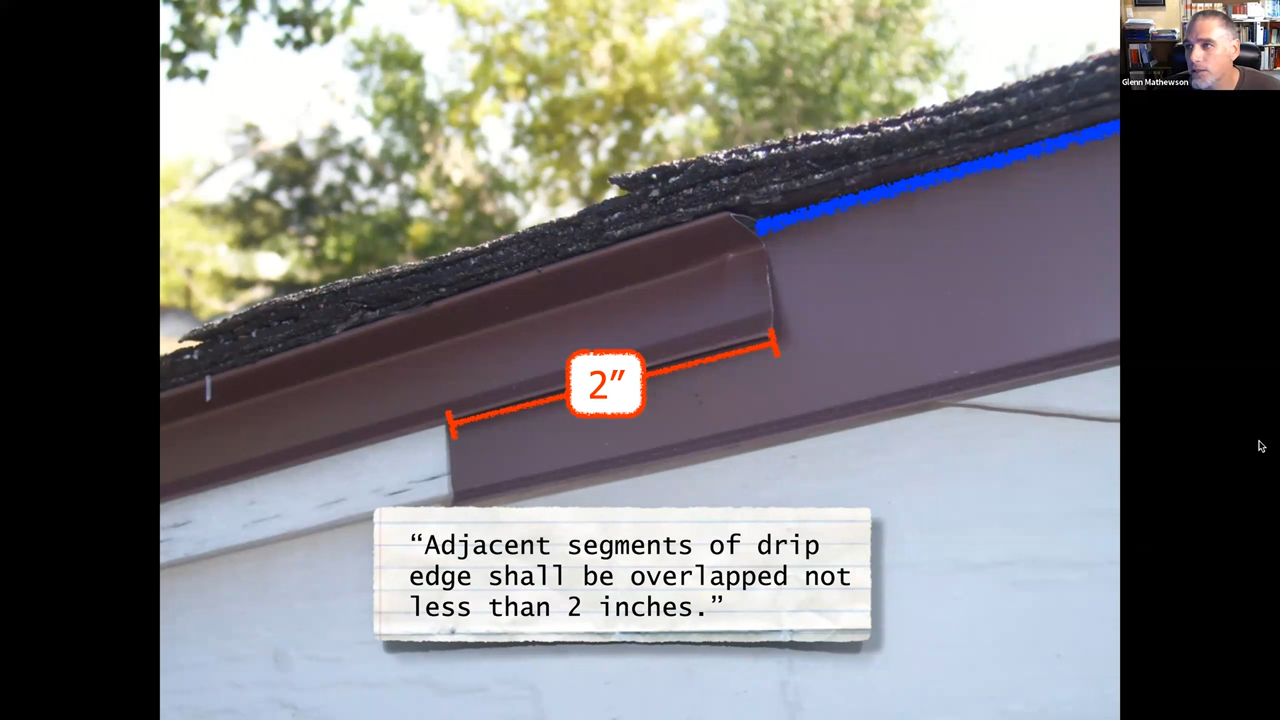 Glenn Mathewson
2”
“Adjacent segments of drip
edge shall be overlapped not
less than 2 inches.”